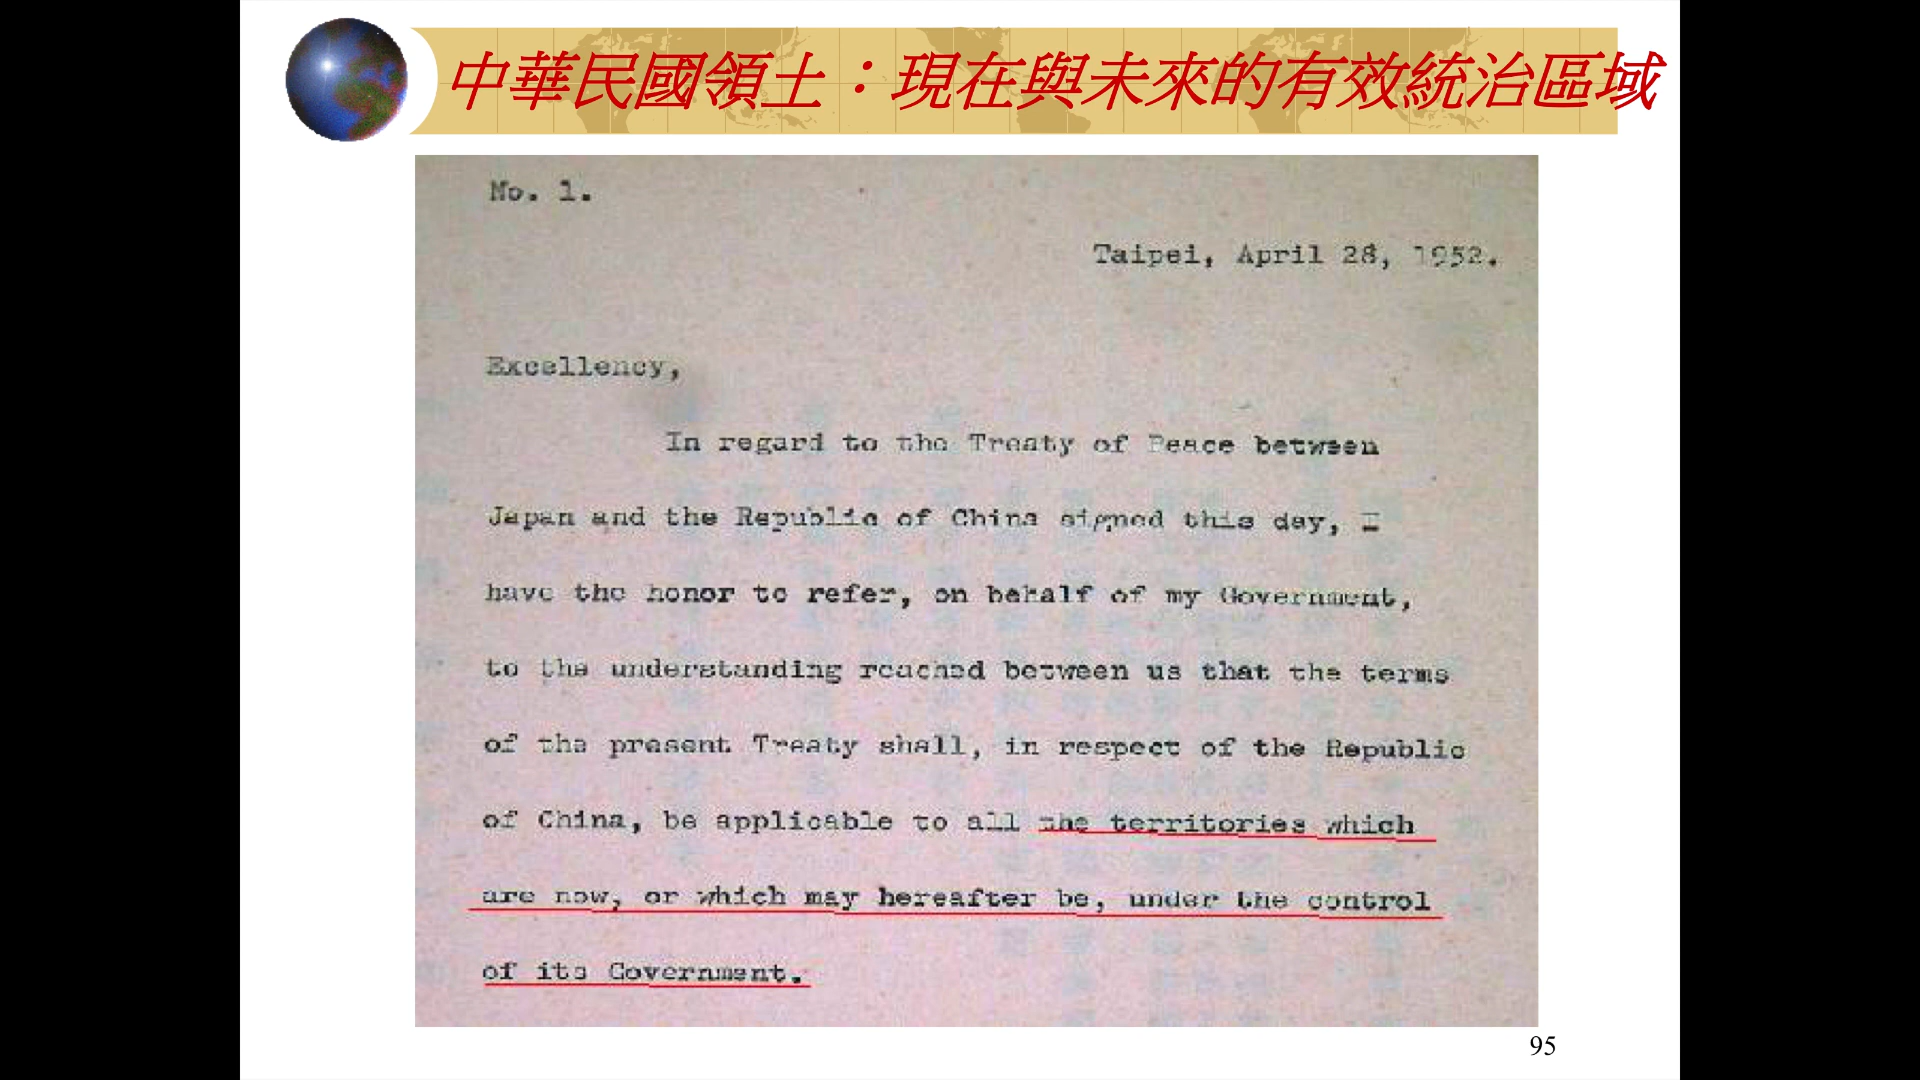 中華民國領土：現在與未來的有效統治區域
No. 1.
Taipei, April 28, 1952.
Excellency,
In regard to the Treaty of Peace between
Japan and the Republic of China signed this day, I
have the honor to refer, on behalf of my Government,
to the understanding reached between us that the terms
of the present Treaty shall, in respect of the Republic
of China, be applicable to all the territories which
are now, or which may hereafter be, under the control
of its Government.
95